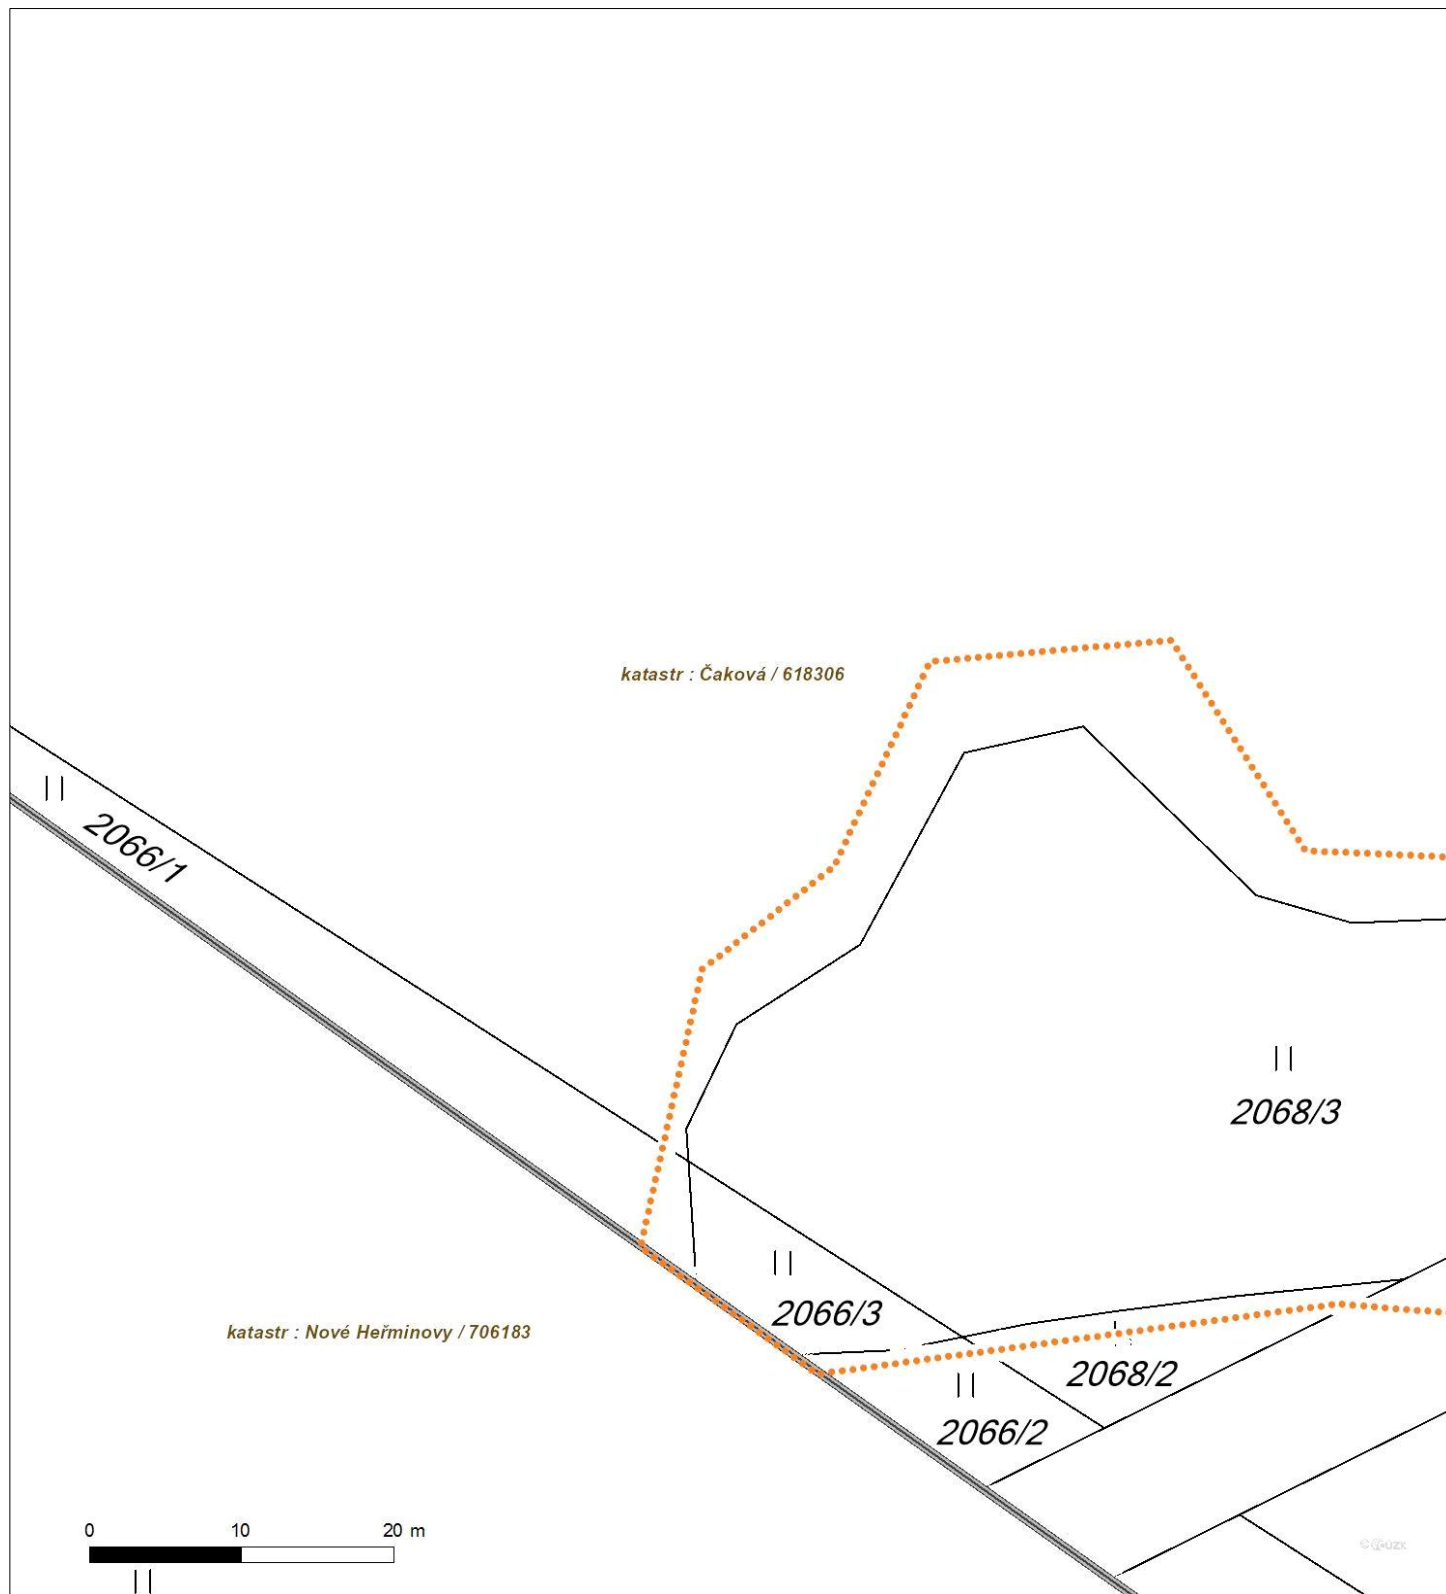 katastr : Čaková / 618306
2066/1
2068/3
2066/3
katastr : Nové Heřminovy / 706183
2068/2
2066/2
0 10 20 m